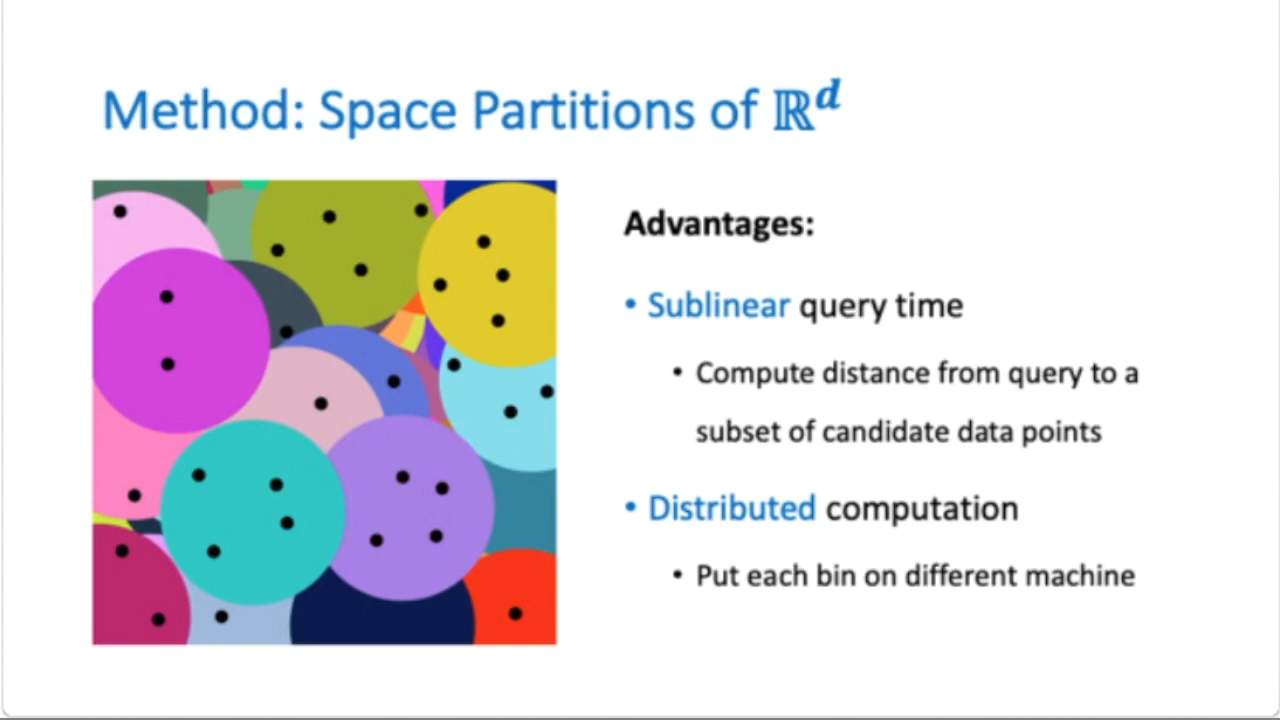 Method: Space Partitions of ℝᵈ
Advantages:
• Sublinear query time
• Compute distance from query to a
subset of candidate data points
• Distributed computation
• Put each bin on different machine